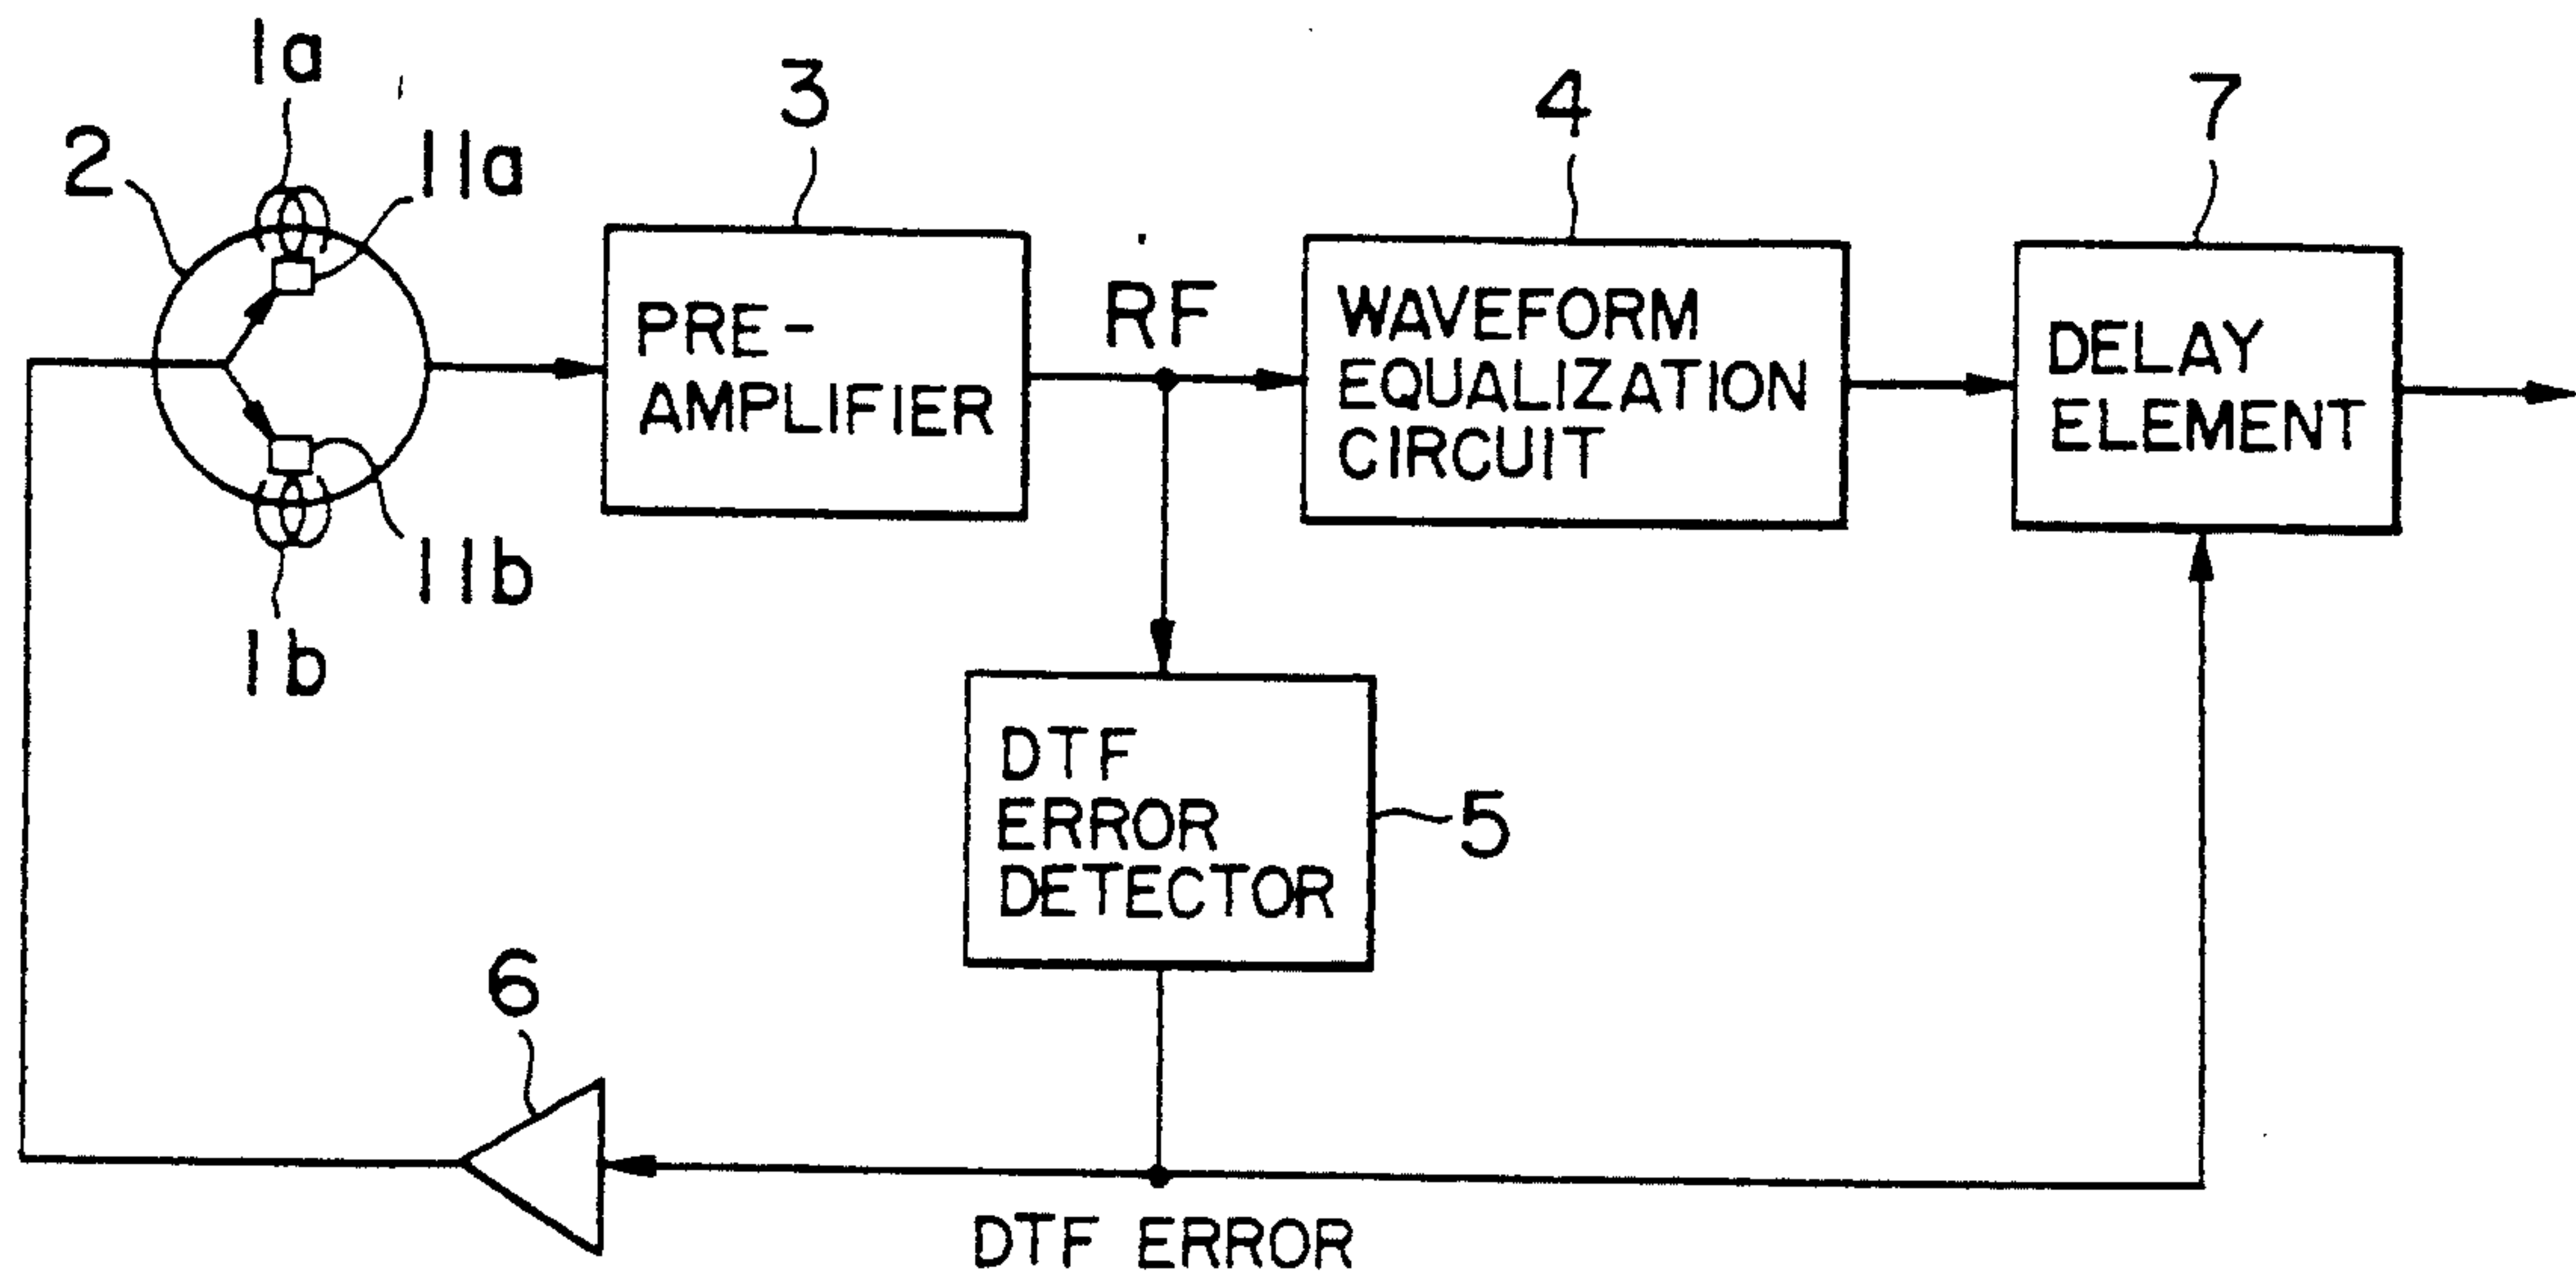 1a
2
11a
3
4
7
PRE-
AMPLIFIER
RF
WAVEFORM
EQUALIZATION
CIRCUIT
DELAY
ELEMENT
11b
1b
DTF
ERROR
DETECTOR
5
6
DTF ERROR